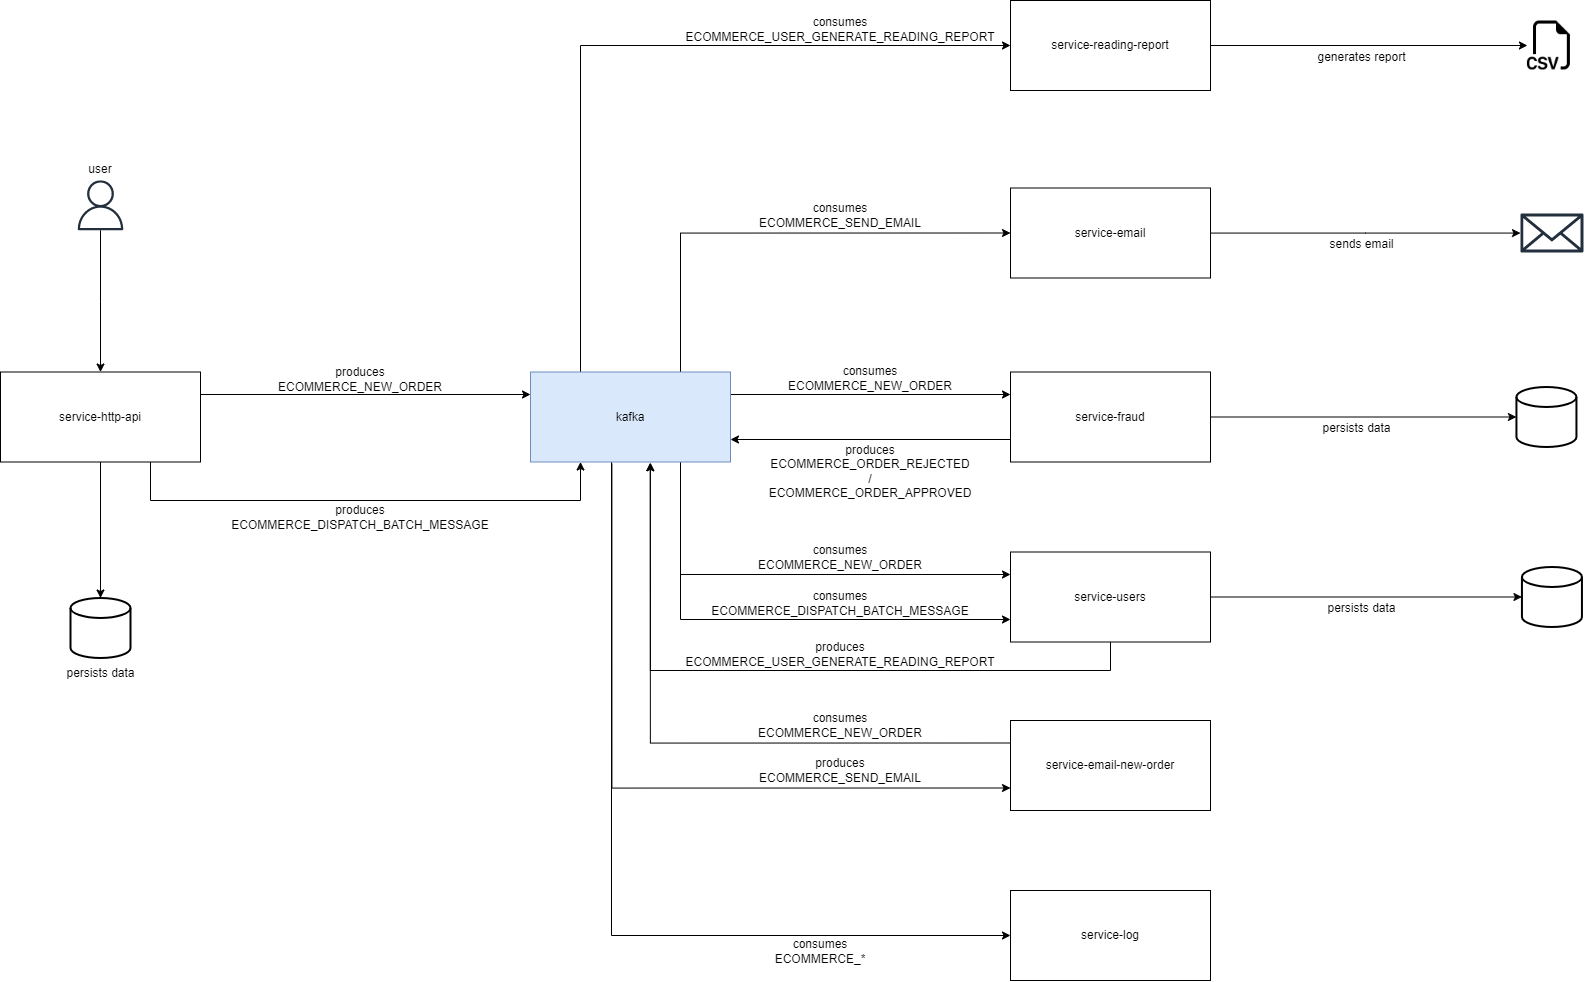 consumes
ECOMMERCE_USER_GENERATE_READING_REPORT
service-reading-report
generates report
CSV
user
consumes
ECOMMERCE_SEND_EMAIL
service-email
sends email
produces
ECOMMERCE_NEW_ORDER
service-http-api
kafka
consumes
ECOMMERCE_NEW_ORDER
service-fraud
persists data
produces
ECOMMERCE_ORDER_REJECTED
/
ECOMMERCE_ORDER_APPROVED
produces
ECOMMERCE_DISPATCH_BATCH_MESSAGE
consumes
ECOMMERCE_NEW_ORDER
consumes
ECOMMERCE_DISPATCH_BATCH_MESSAGE
service-users
persists data
produces
ECOMMERCE_USER_GENERATE_READING_REPORT
persists data
consumes
ECOMMERCE_NEW_ORDER
produces
ECOMMERCE_SEND_EMAIL
service-email-new-order
consumes
ECOMMERCE_*
service-log